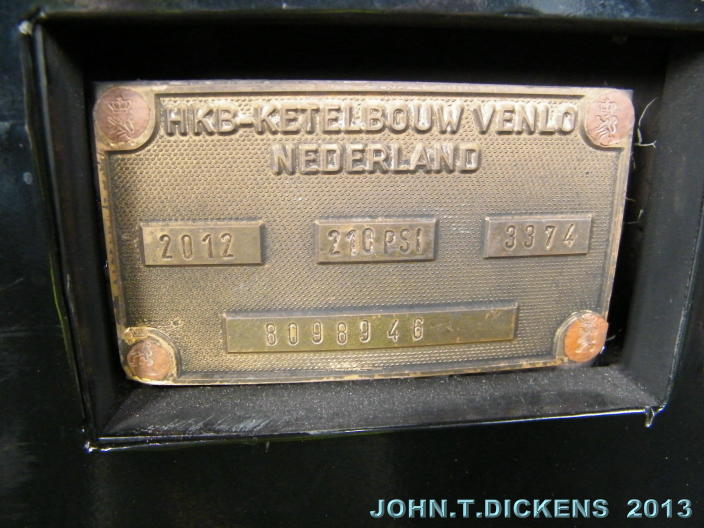 HKB-KETELBOUW VENLO
NEDERLAND
2012 210 PSI 3374
8098946
JOHN.T.DICKENS 2013